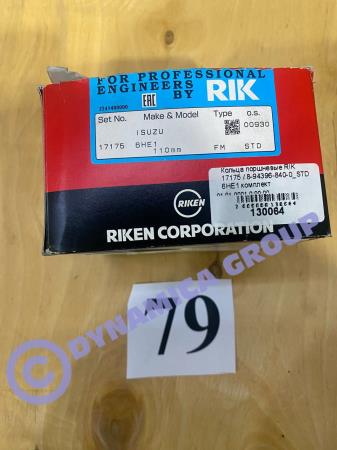 FOR PROFESSIONAL
ENGINEERS
BY RIK
EAC
Set No. Make & Model Type o.s.
00930
ISUZU
17175 6HE1 FM STD
110mm
Кольца поршневые RIK
17175 / 8-94396-840-0_STD
6HE1 комплект
130064
RIKEN
RIKEN CORPORATION
79
© DYNAMICA GROUP